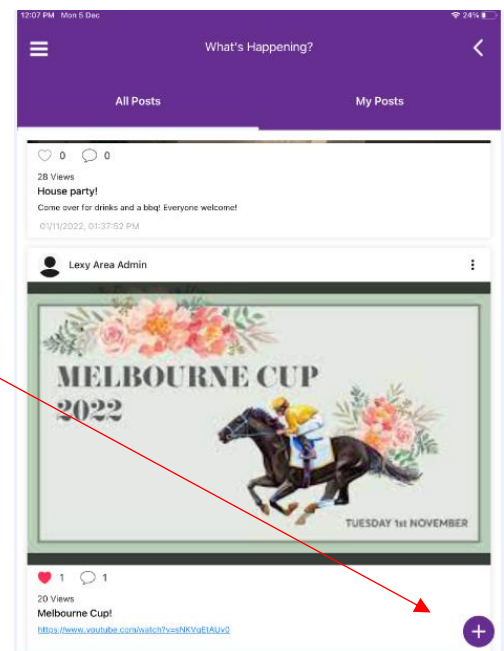 12:07 PM Mon 5 Dec 24%
What's Happening?
All Posts My Posts
0 0
28 Views
House party!
Come over for drinks and a bbq! Everyone welcome!
01/11/2022, 01:37:52 PM
Lexy Area Admin
MELBOURNE CUP
2022
TUESDAY 1st NOVEMBER
1 1
20 Views
Melbourne Cup!